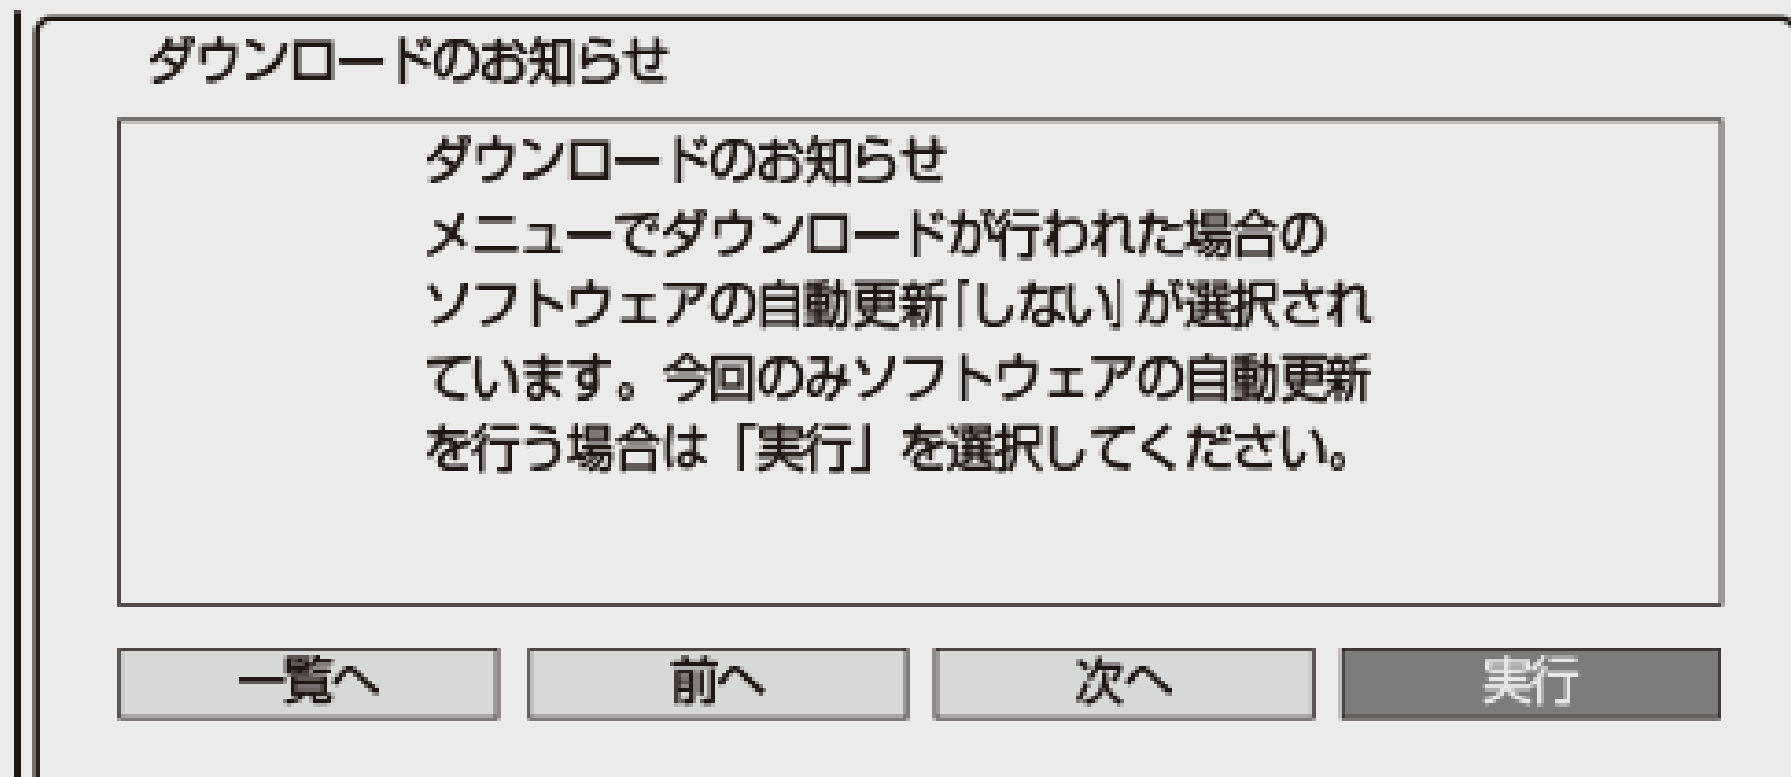 ダウンロードのお知らせ
ダウンロードのお知らせ
メニューでダウンロードが行われた場合の
ソフトウェアの自動更新「しない」が選択され
ています。今回のみソフトウェアの自動更新
を行う場合は「実行」を選択してください。
一覧へ
前へ
次へ
実行